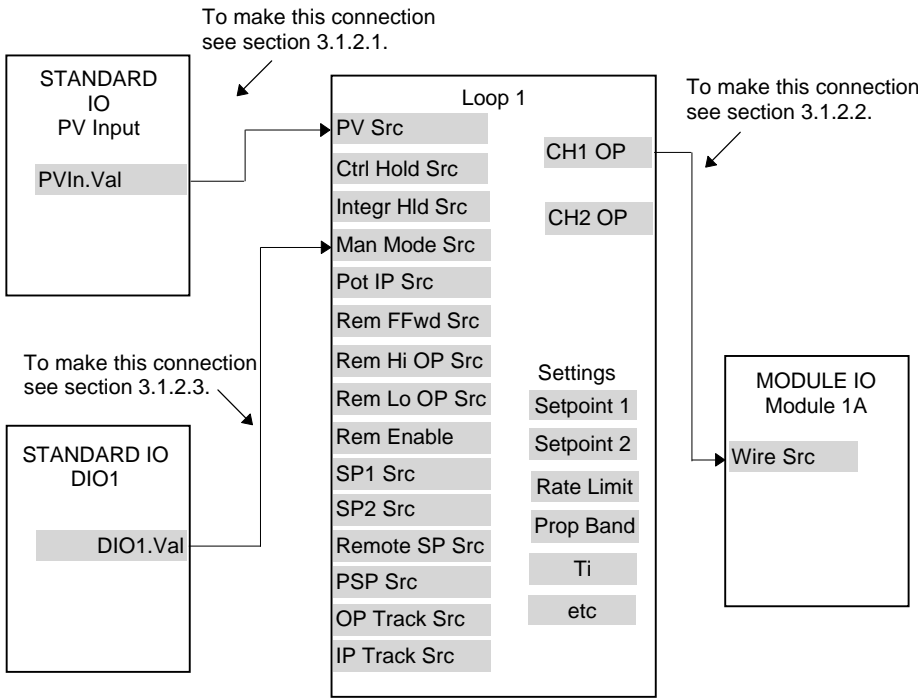 To make this connection
see section 3.1.2.1.
STANDARD
IO
PV Input
PVIn.Val
To make this connection
see section 3.1.2.3.
STANDARD IO
DIO1
DIO1.Val
Loop 1
PV Src
Ctrl Hold Src
Integr Hld Src
Man Mode Src
Pot IP Src
Rem FFwd Src
Rem Hi OP Src
Rem Lo OP Src
Rem Enable
SP1 Src
SP2 Src
Remote SP Src
PSP Src
OP Track Src
IP Track Src
CH1 OP
CH2 OP
Settings
Setpoint 1
Setpoint 2
Rate Limit
Prop Band
Ti
etc
To make this connection
see section 3.1.2.2.
MODULE IO
Module 1A
Wire Src